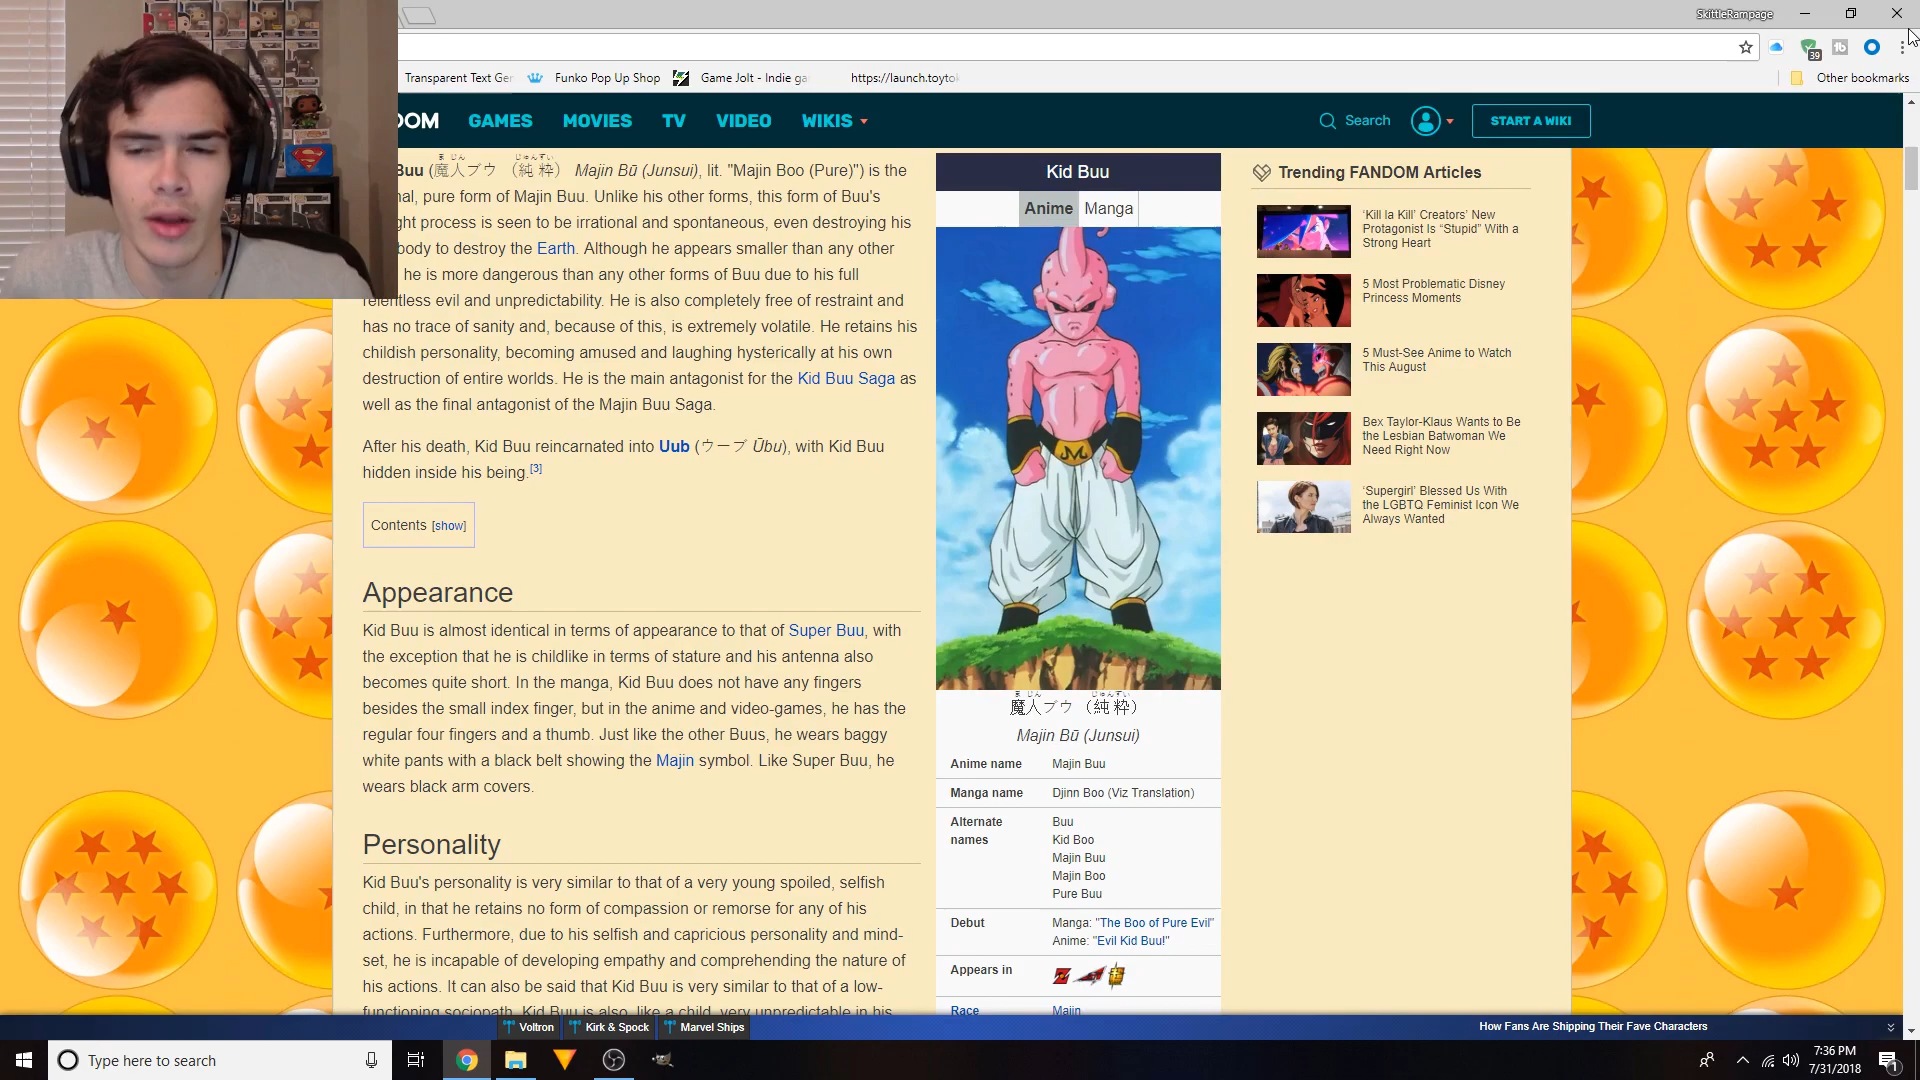 SkittleRampage
39
Transparent Text Ger
Funko Pop Up Shop
Game Jolt - Indie ga
https://launch.toytok
Other bookmarks
DOM
GAMES
MOVIES
TV
VIDEO
WIKIS
Search
START A WIKI
Buu (魔人ブウ （純粋） Majin Bū (Junsui), lit. "Majin Boo (Pure)") is the
nal, pure form of Majin Buu. Unlike his other forms, this form of Buu's
ght process is seen to be irrational and spontaneous, even destroying his
body to destroy the Earth. Although he appears smaller than any other
he is more dangerous than any other forms of Buu due to his full
relentless evil and unpredictability. He is also completely free of restraint and
has no trace of sanity and, because of this, is extremely volatile. He retains his
childish personality, becoming amused and laughing hysterically at his own
destruction of entire worlds. He is the main antagonist for the Kid Buu Saga as
well as the final antagonist of the Majin Buu Saga.
After his death, Kid Buu reincarnated into Uub (ウーブ Ūbu), with Kid Buu
hidden inside his being.[3]
Contents [show]
Appearance
Kid Buu is almost identical in terms of appearance to that of Super Buu, with
the exception that he is childlike in terms of stature and his antenna also
becomes quite short. In the manga, Kid Buu does not have any fingers
besides the small index finger, but in the anime and video-games, he has the
regular four fingers and a thumb. Just like the other Buus, he wears baggy
white pants with a black belt showing the Majin symbol. Like Super Buu, he
wears black arm covers.
Personality
Kid Buu's personality is very similar to that of a very young spoiled, selfish
child, in that he retains no form of compassion or remorse for any of his
actions. Furthermore, due to his selfish and capricious personality and mind-
set, he is incapable of developing empathy and comprehending the nature of
his actions. It can also be said that Kid Buu is very similar to that of a low-
functioning sociopath. Kid Buu is also, like a child, very unpredictable in his
Kid Buu
Anime Manga
ま じん じゅんすい
魔人ブウ （純粋）
Majin Bū (Junsui)
Anime name Majin Buu
Manga name Djinn Boo (Viz Translation)
Alternate names
Buu
Kid Boo
Majin Buu
Majin Boo
Pure Buu
Debut Manga: "The Boo of Pure Evil"
Anime: "Evil Kid Buu!"
Appears in
Race Majin
Trending FANDOM Articles
‘Kill la Kill’ Creators’ New
Protagonist Is “Stupid” With a
Strong Heart
5 Most Problematic Disney
Princess Moments
5 Must-See Anime to Watch
This August
Bex Taylor-Klaus Wants to Be
the Lesbian Batwoman We
Need Right Now
‘Supergirl’ Blessed Us With
the LGBTQ Feminist Icon We
Always Wanted
Voltron
Kirk & Spock
Marvel Ships
How Fans Are Shipping Their Fave Characters
Type here to search
7:36 PM
7/31/2018
1